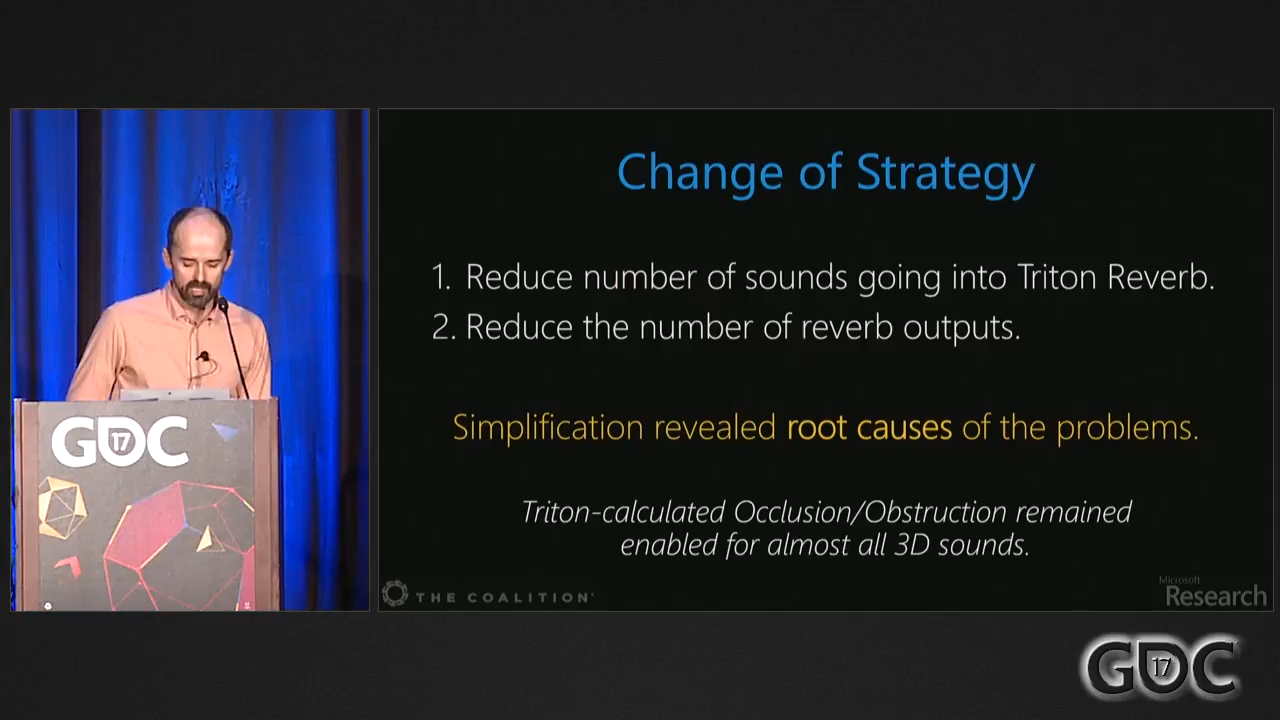 Change of Strategy
1. Reduce number of sounds going into Triton Reverb.
2. Reduce the number of reverb outputs.
Simplification revealed root causes of the problems.
Triton-calculated Occlusion/Obstruction remained
enabled for almost all 3D sounds.
THE COALITION
Microsoft
Research
GDC
17
GDC
17